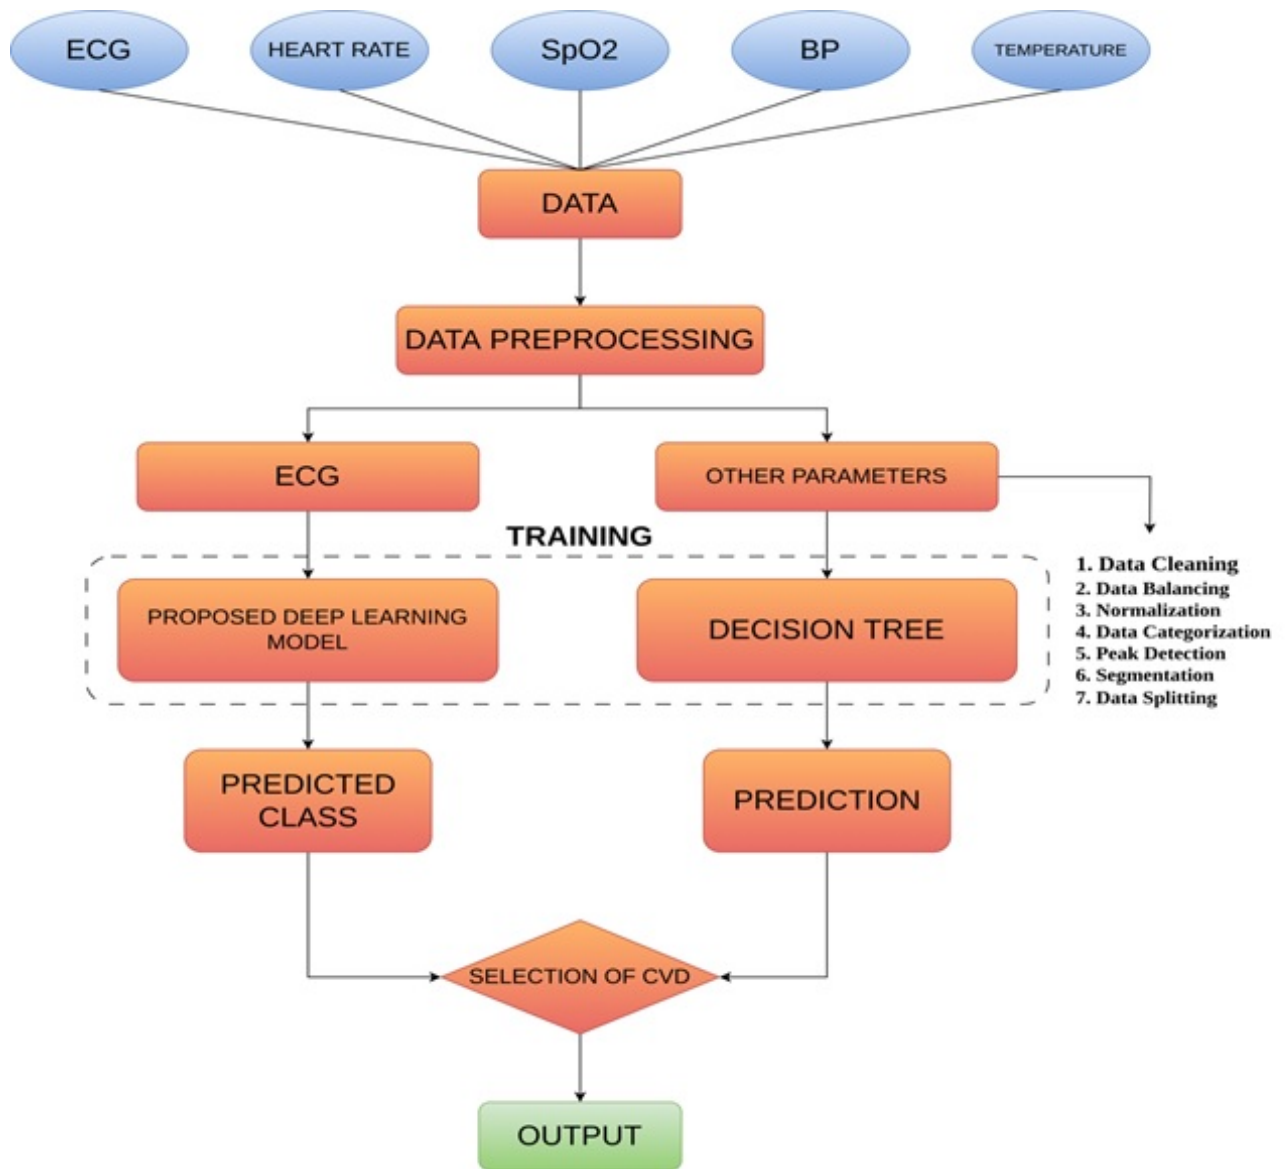 ECG
HEART RATE
SpO2
BP
TEMPERATURE
DATA
DATA PREPROCESSING
ECG
OTHER PARAMETERS
TRAINING
PROPOSED DEEP LEARNING
MODEL
DECISION TREE
1. Data Cleaning
2. Data Balancing
3. Normalization
4. Data Categorization
5. Peak Detection
6. Segmentation
7. Data Splitting
PREDICTED
CLASS
PREDICTION
SELECTION OF CVD
OUTPUT